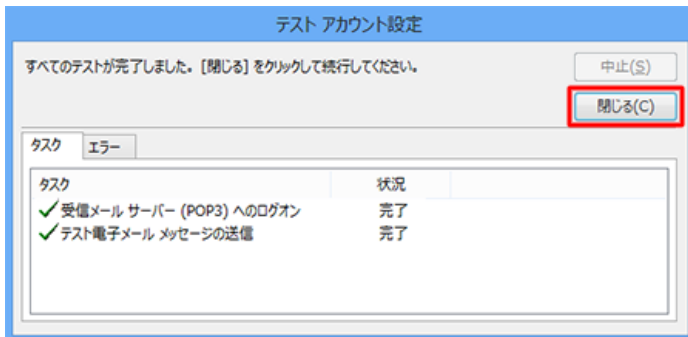 テスト アカウント設定
すべてのテストが完了しました。[閉じる] をクリックして続行してください。
中止(S)
閉じる(C)
タスク エラー
タスク 状況
受信メール サーバー (POP3) へのログオン 完了
テスト電子メール メッセージの送信 完了